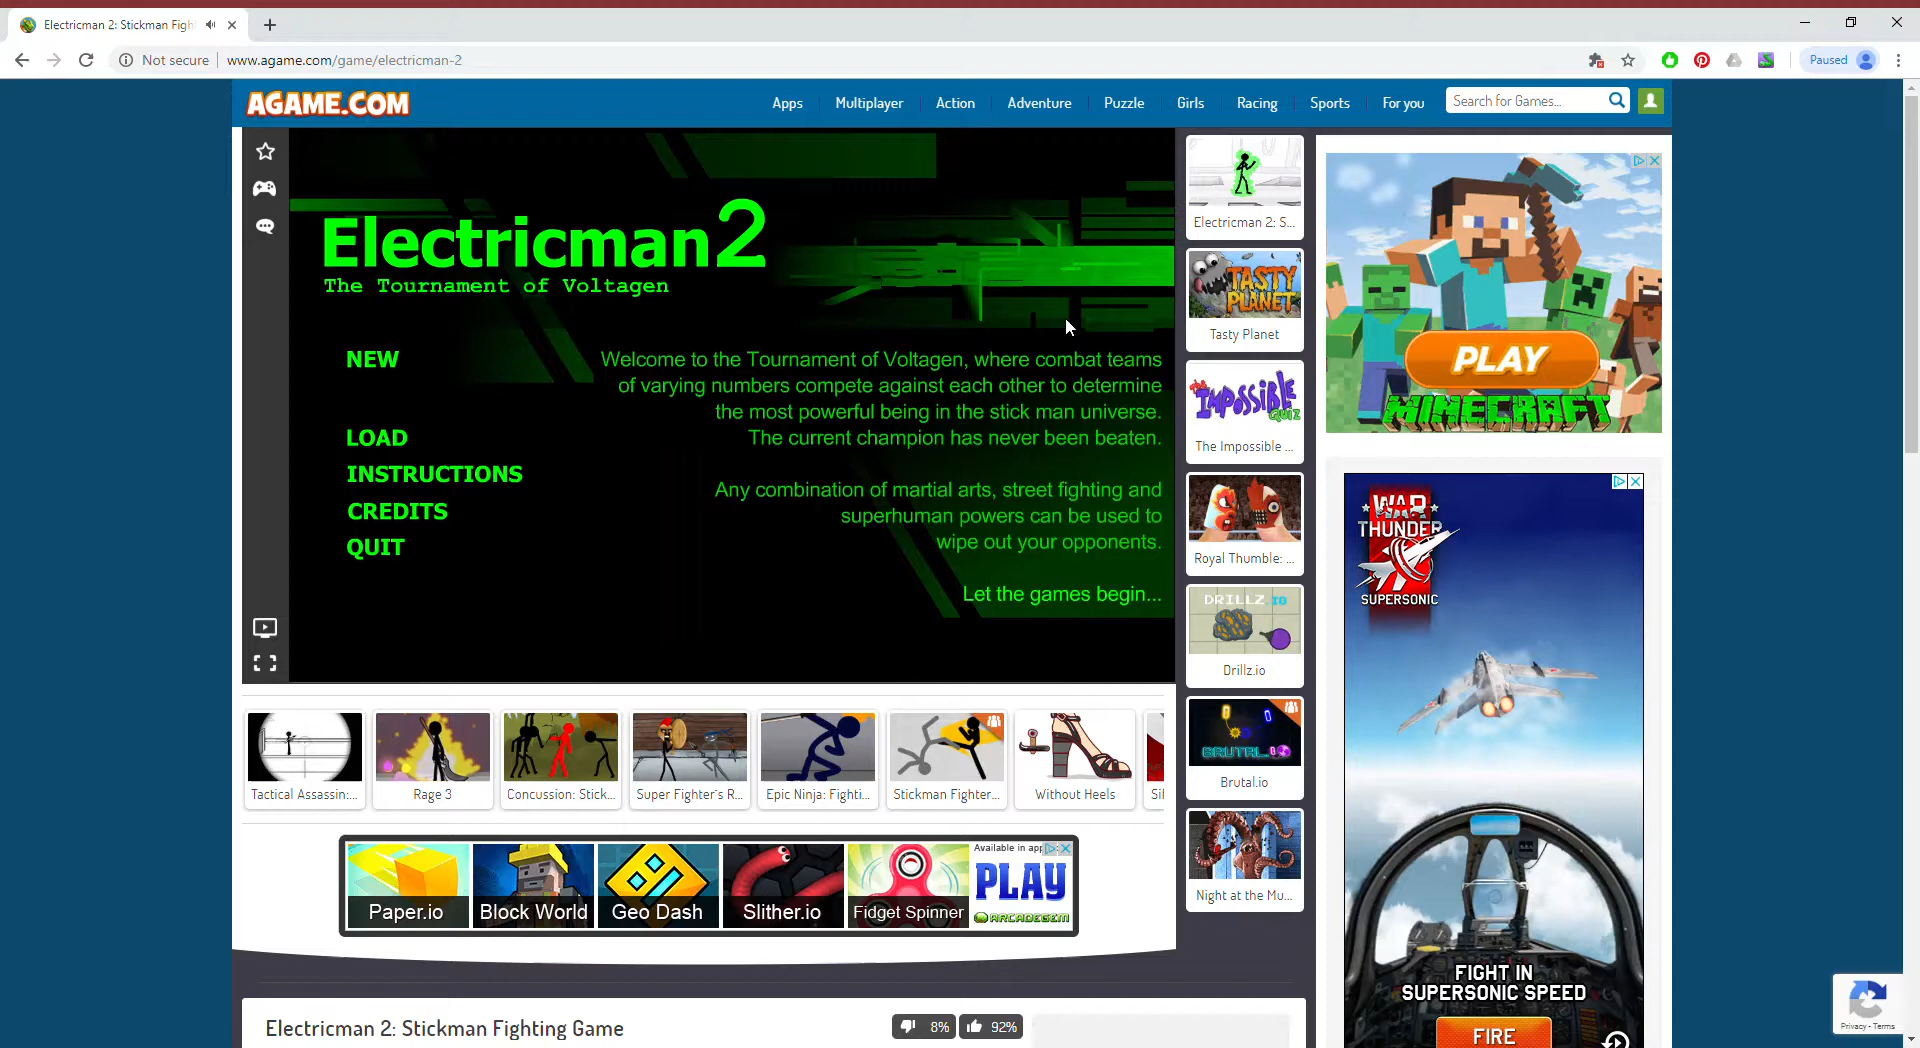 Electricman 2: Stickman Figh
Not secure
www.agame.com/game/electricman-2
Paused
AGAME.COM
Apps
Multiplayer
Action
Adventure
Puzzle
Girls
Racing
Sports
For you
Search for Games...
Electricman2
The Tournament of Voltagen
NEW
LOAD
INSTRUCTIONS
CREDITS
QUIT
Welcome to the Tournament of Voltagen, where combat teams
of varying numbers compete against each other to determine
the most powerful being in the stick man universe.
The current champion has never been beaten.
Any combination of martial arts, street fighting and
superhuman powers can be used to
wipe out your opponents.
Let the games begin...
Electricman 2: S...
TASTY
PLANET
Tasty Planet
The IMPOSSIBLE
QUIZ
The Impossible ...
Royal Thumble: ...
DRILLZ.IO
Drillz.io
BRUTAL.IO
Brutal.io
Night at the Mu...
PLAY
MINECRAFT
WAR
THUNDER
SUPERSONIC
FIGHT IN
SUPERSONIC SPEED
FIRE
Tactical Assassin:...
Rage 3
Concussion: Stick...
Super Fighter's R...
Epic Ninja: Fighti...
Stickman Fighter...
Without Heels
Paper.io
Block World
Geo Dash
Slither.io
Fidget Spinner
Available in app
PLAY
ARCADEGEM
Electricman 2: Stickman Fighting Game
8%
92%
Privacy - Terms